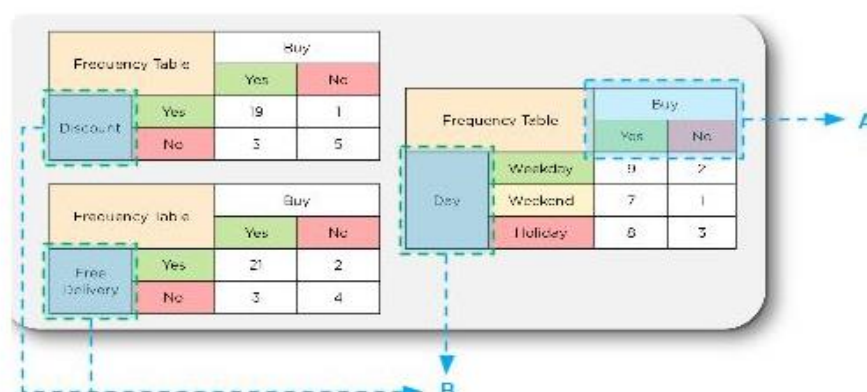 Frequency Table
Buy
Yes No
Discount
Yes 19 1
No 3 5
Frequency Table
Buy
Yes No
Free
Delivery
Yes 21 2
No 3 4
Frequency Table
Buy
Yes No
Day
Weekday 9 2
Weekend 7 1
Holiday 8 3
A
B